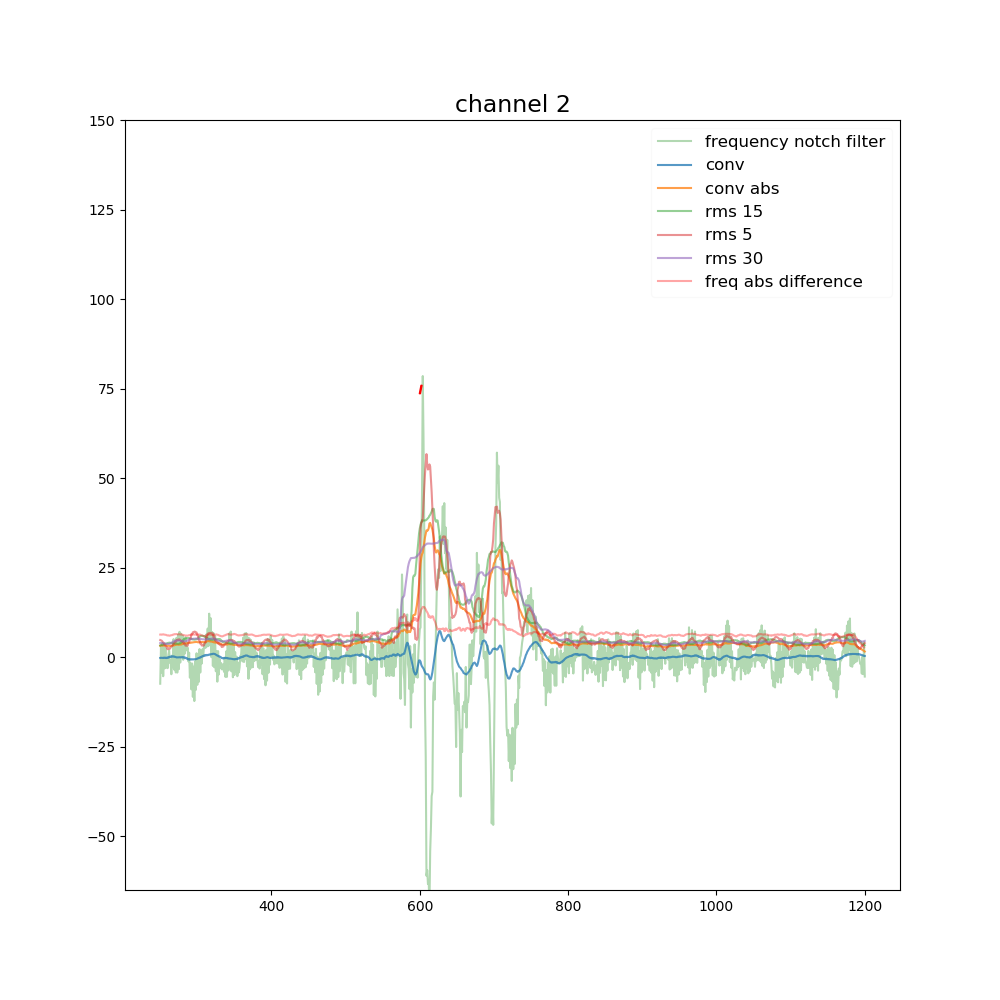 channel 2
150
125
100
75
50
25
0
−25
−50
400
600
800
1000
1200
frequency notch filter
conv
conv abs
rms 15
rms 5
rms 30
freq abs difference